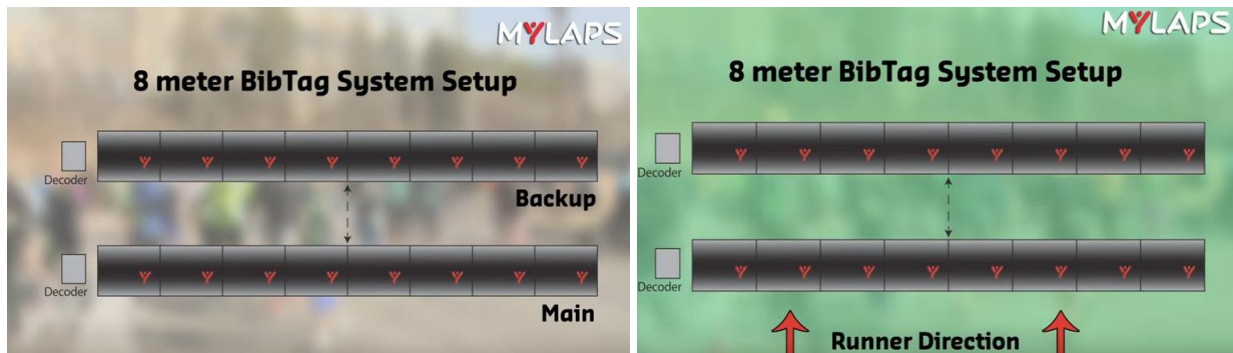 MYLAPS
8 meter BibTag System Setup
Decoder
Backup
Decoder
Main
MYLAPS
8 meter BibTag System Setup
Decoder
Decoder
Runner Direction